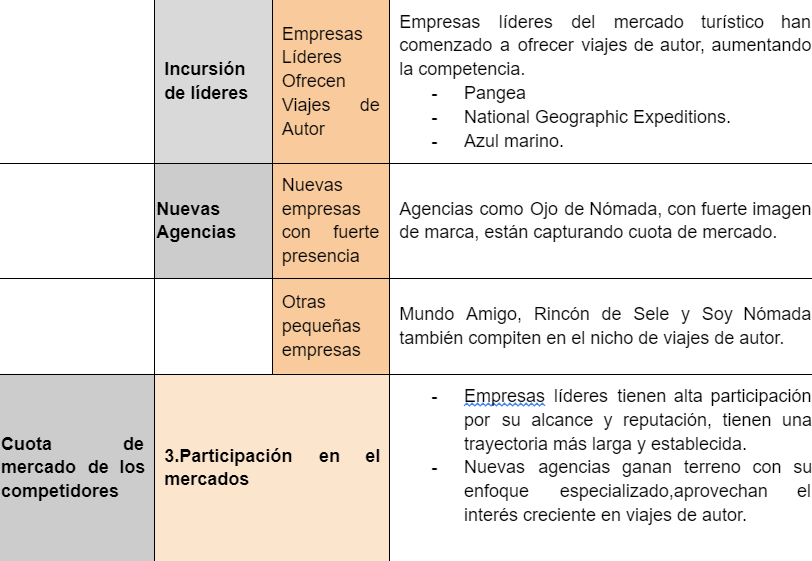 Incursión
de líderes
Empresas
Líderes
Ofrecen
Viajes de
Autor
Empresas líderes del mercado turístico han
comenzado a ofrecer viajes de autor, aumentando
la competencia.
- Pangea
- National Geographic Expeditions.
- Azul marino.
Nuevas
Agencias
Nuevas
empresas
con fuerte
presencia
Agencias como Ojo de Nómada, con fuerte imagen
de marca, están capturando cuota de mercado.
Otras
pequeñas
empresas
Mundo Amigo, Rincón de Sele y Soy Nómada
también compiten en el nicho de viajes de autor.
Cuota de
mercado de los
competidores
3.Participación en el
mercados
- Empresas líderes tienen alta participación
por su alcance y reputación, tienen una
trayectoria más larga y establecida.
- Nuevas agencias ganan terreno con su
enfoque especializado,aprovechan el
interés creciente en viajes de autor.